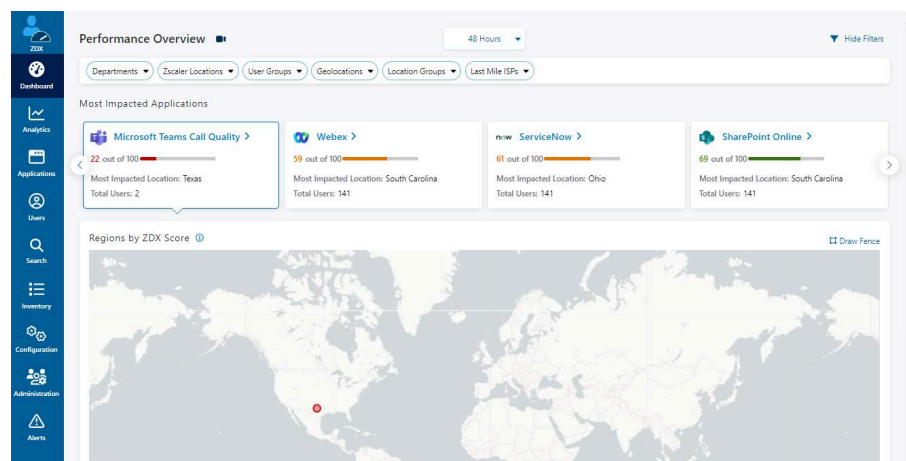 ZDX
Dashboard
Analytics
Applications
Users
Search
Inventory
Configuration
Administration
Alerts
Performance Overview
48 Hours
Hide Filters
Departments
Zscaler Locations
User Groups
Geolocations
Location Groups
Last Mile ISPs
Most Impacted Applications
Microsoft Teams Call Quality
22 out of 100
Most Impacted Location: Texas
Total Users: 2
Webex
59 out of 100
Most Impacted Location: South Carolina
Total Users: 141
now ServiceNow
61 out of 100
Most Impacted Location: Ohio
Total Users: 141
SharePoint Online
69 out of 100
Most Impacted Location: South Carolina
Total Users: 141
Regions by ZDX Score
Draw Fence